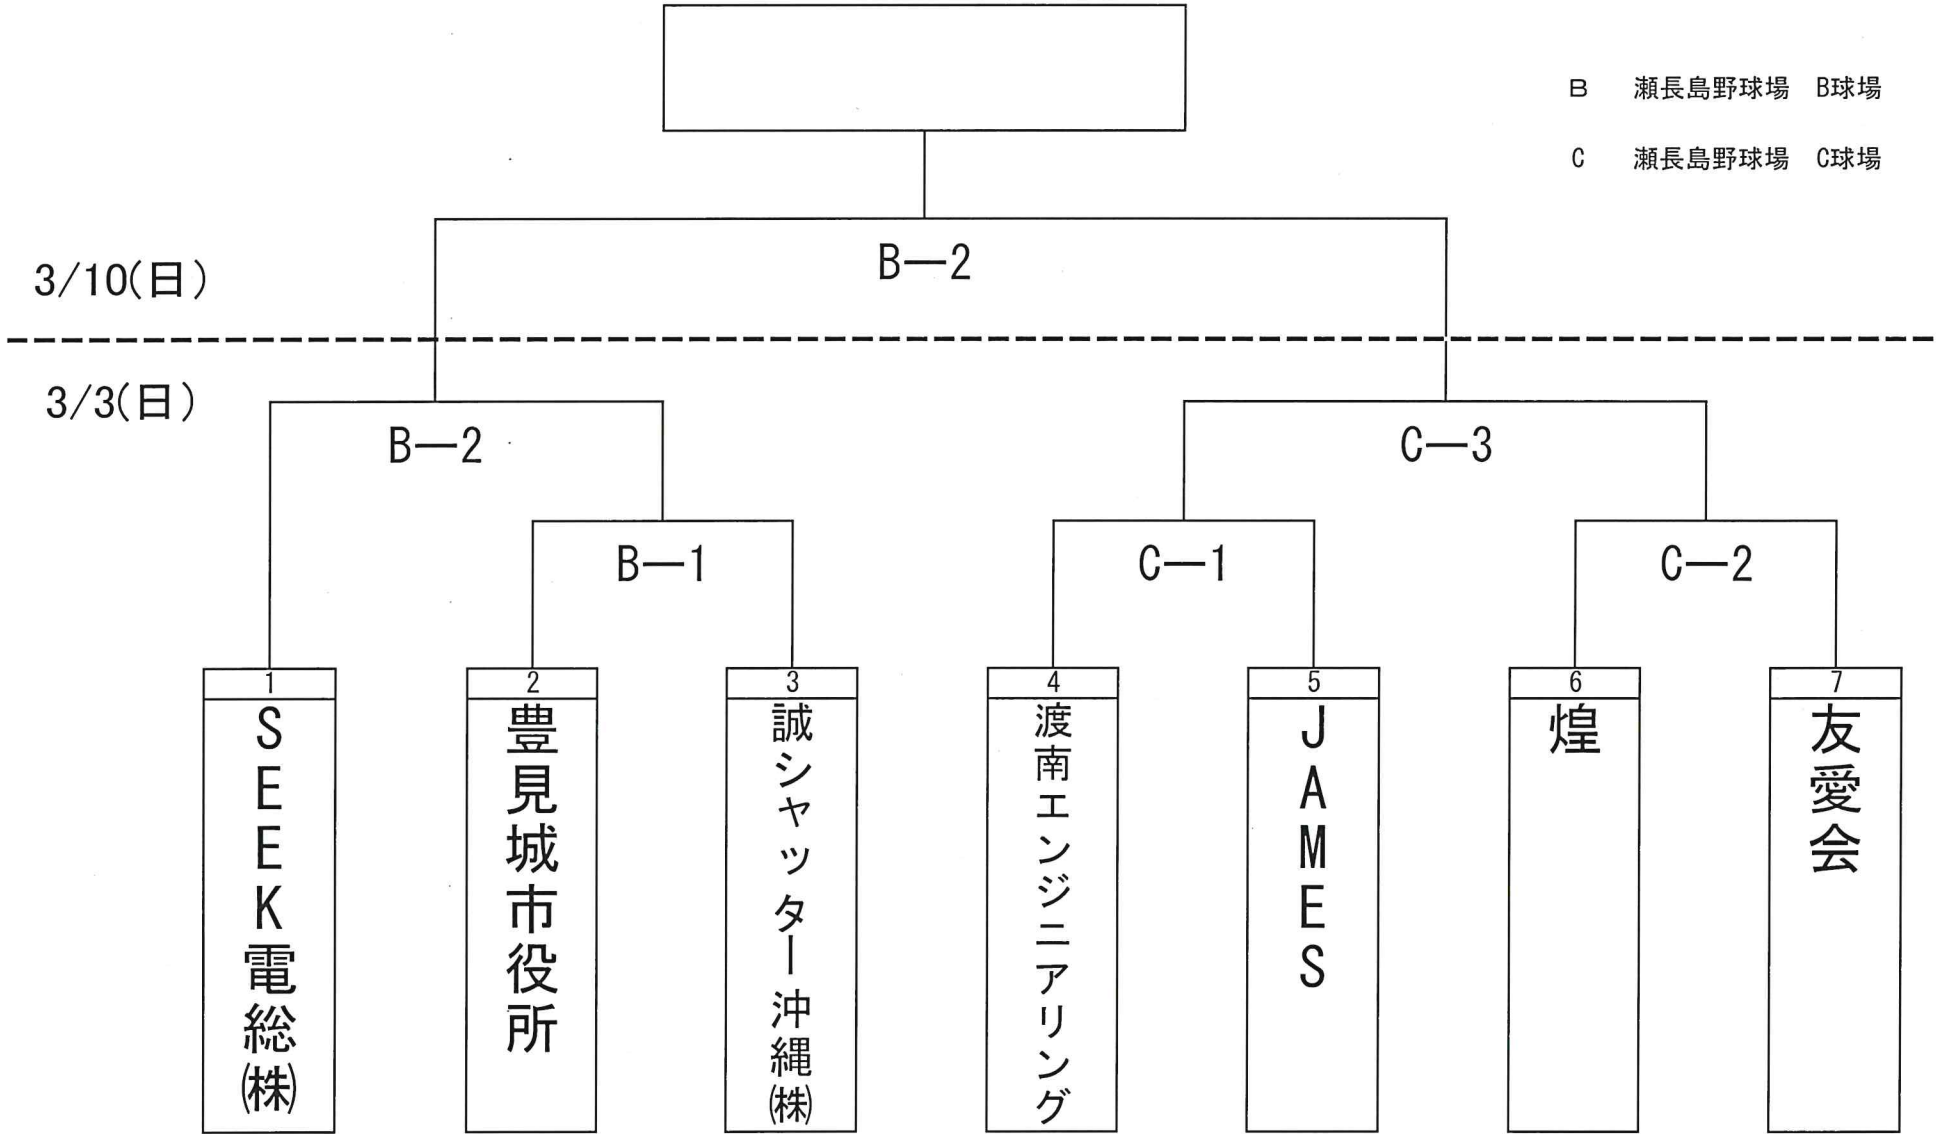 B 瀬長島野球場 B球場
C 瀬長島野球場 C球場
B―2
3/10(日)
3/3(日)
B―2
C―3
B―1
C―1
C―2
1
SEEK電総㈱
2
豊見城市役所
3
誠シャッター沖縄㈱
4
渡南エンジニアリング
5
JAMES
6
煌
7
友愛会